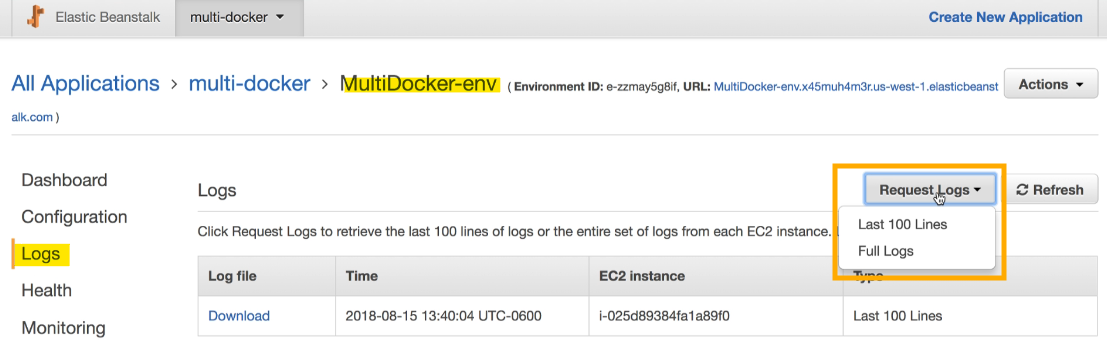 Elastic Beanstalk multi-docker Create New Application
All Applications > multi-docker > MultiDocker-env ( Environment ID: e-zzmay5g8if, URL: MultiDocker-env.x45muh4m3r.us-west-1.elasticbeanst Actions
alk.com )
Dashboard
Logs Request Logs Refresh
Configuration
Last 100 Lines
Click Request Logs to retrieve the last 100 lines of logs or the entire set of logs from each EC2 instance.
Logs
Full Logs
Log file Time EC2 instance Type
Health
Download 2018-08-15 13:40:04 UTC-0600 i-025d89384fa1a89f0 Last 100 Lines
Monitoring